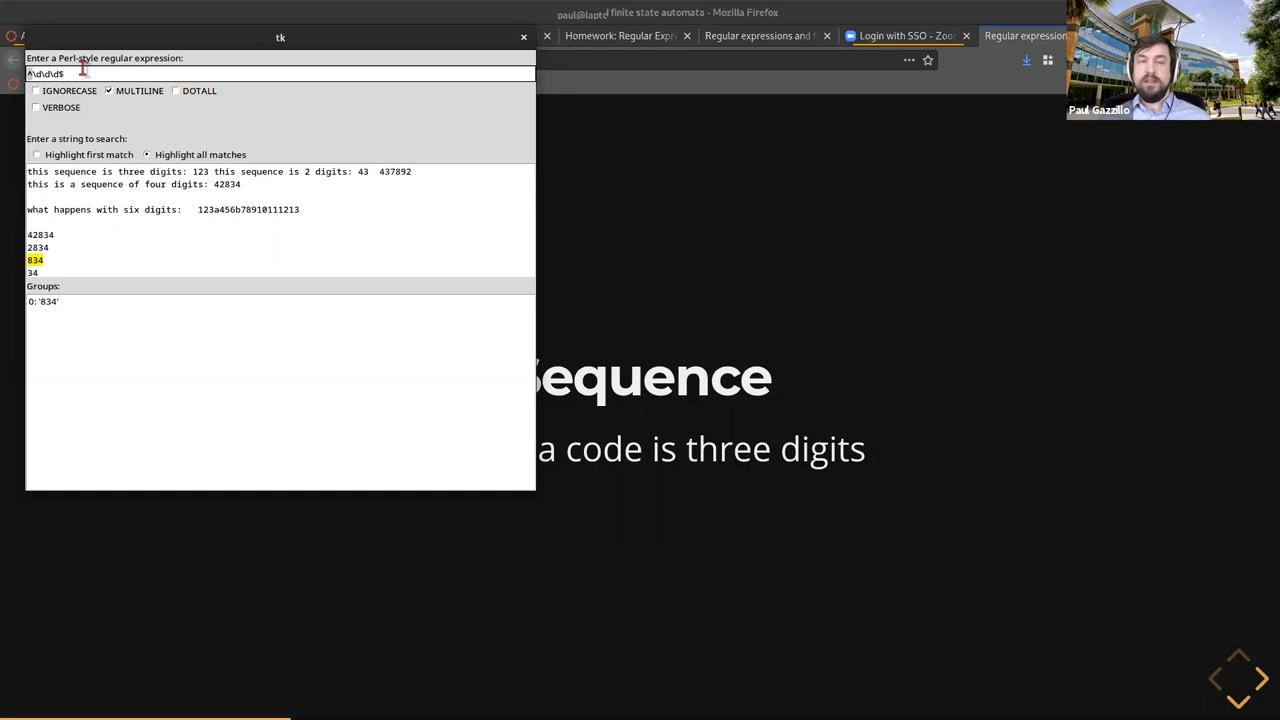 paul@lapto
l finite state automata - Mozilla Firefox
tk
Homework: Regular Expre
Regular expressions and f
Login with SSO - Zoom
Regular expression
Enter a Perl-style regular expression:
^\d\d\d$
IGNORECASE MULTILINE DOTALL
VERBOSE
Enter a string to search:
Highlight first match Highlight all matches
this sequence is three digits: 123 this sequence is 2 digits: 43  437892
this is a sequence of four digits: 42834
what happens with six digits:   123a456b78910111213
42834
2834
834
34
Groups:
0: '834'
Sequence
a code is three digits
Paul Gazzillo